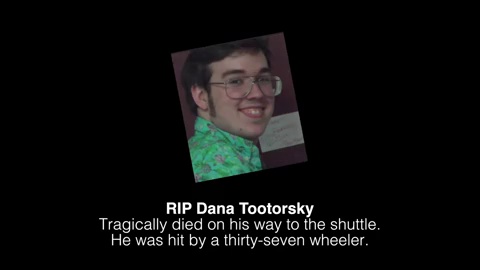 RIP Dana Tootorsky
Tragically died on his way to the shuttle.
He was hit by a thirty-seven wheeler.